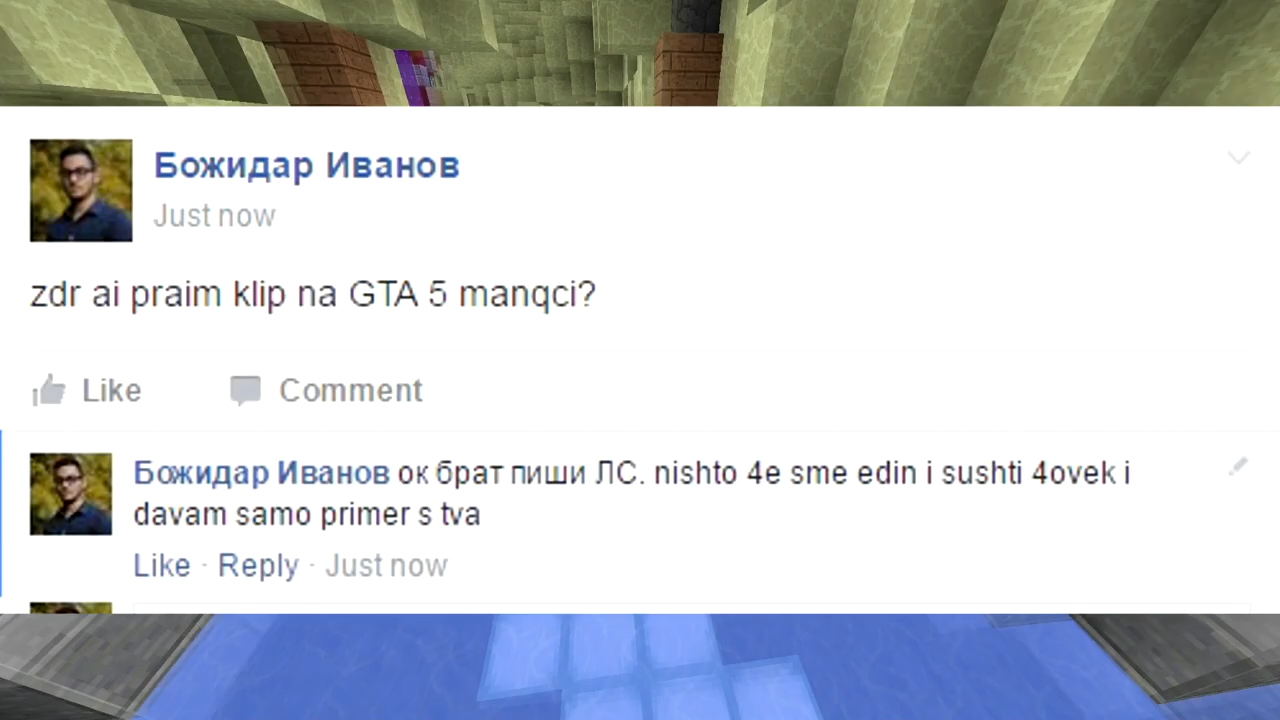 Божидар Иванов
Just now
zdr ai praim klip na GTA 5 manqci?
Like Comment
Божидар Иванов ок брат пиши ЛС. nishto 4e sme edin i sushti 4ovek i
davam samo primer s tva
Like · Reply · Just now